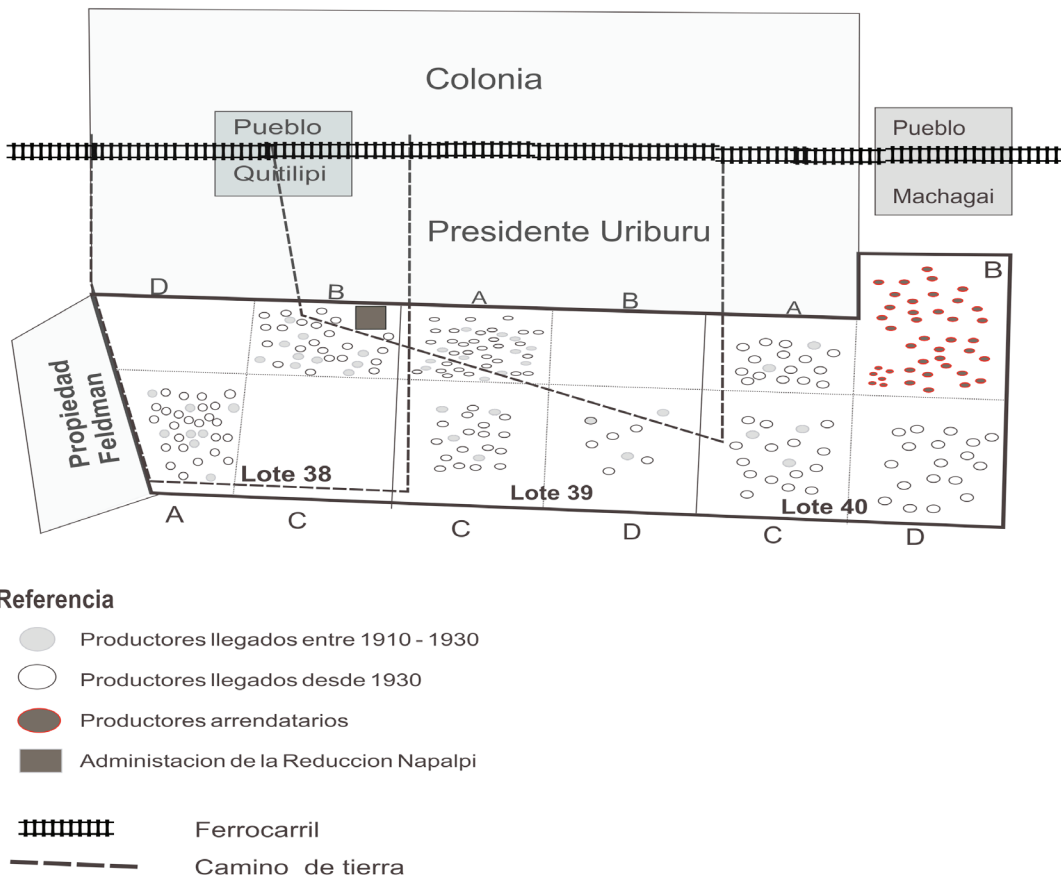 Colonia
Pueblo
Quitilipi
Pueblo
Machagai
Presidente Uriburu
D
B
A
B
A
B
Propiedad
Feldman
Lote 38
Lote 39
Lote 40
A
C
C
D
C
D
Referencia
Productores llegados entre 1910 - 1930
Productores llegados desde 1930
Productores arrendatarios
Administacion de la Reduccion Napalpi
Ferrocarril
Camino de tierra